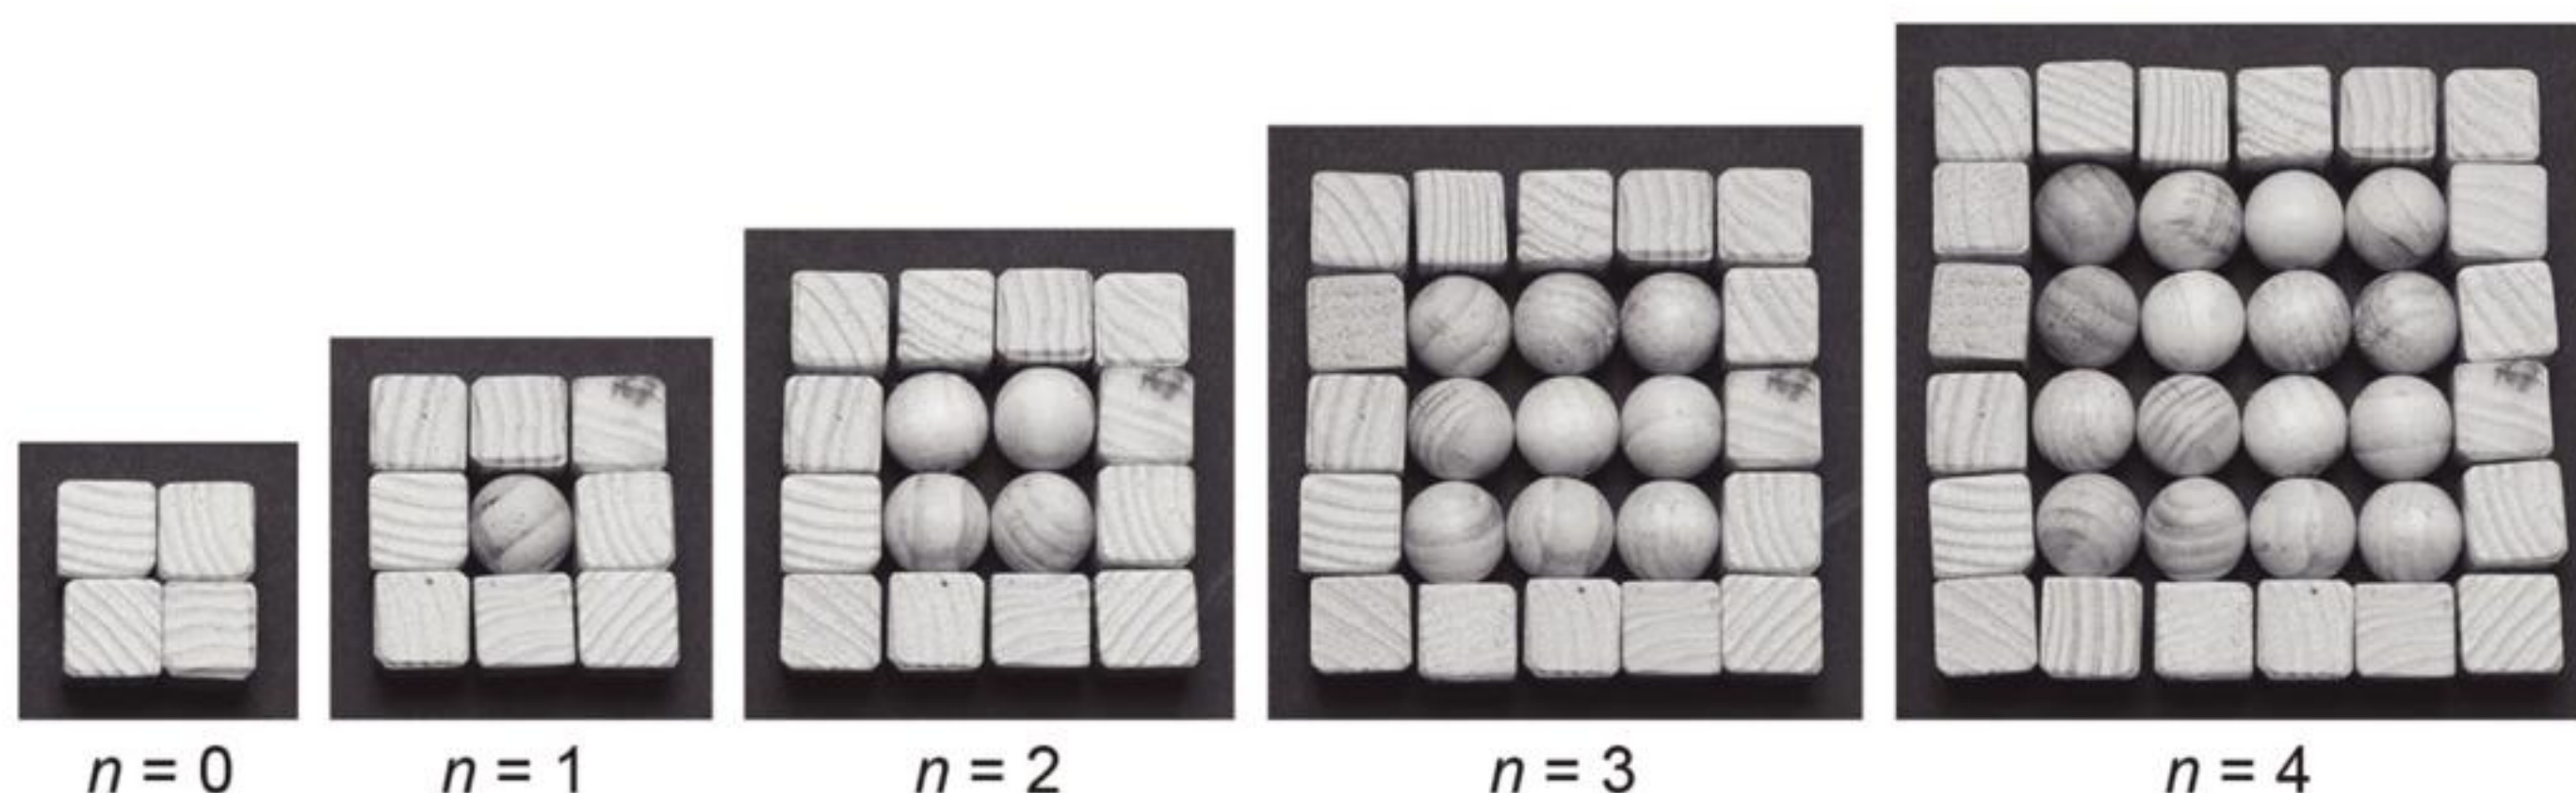 n = 0
n = 1
n = 2
n = 3
n = 4